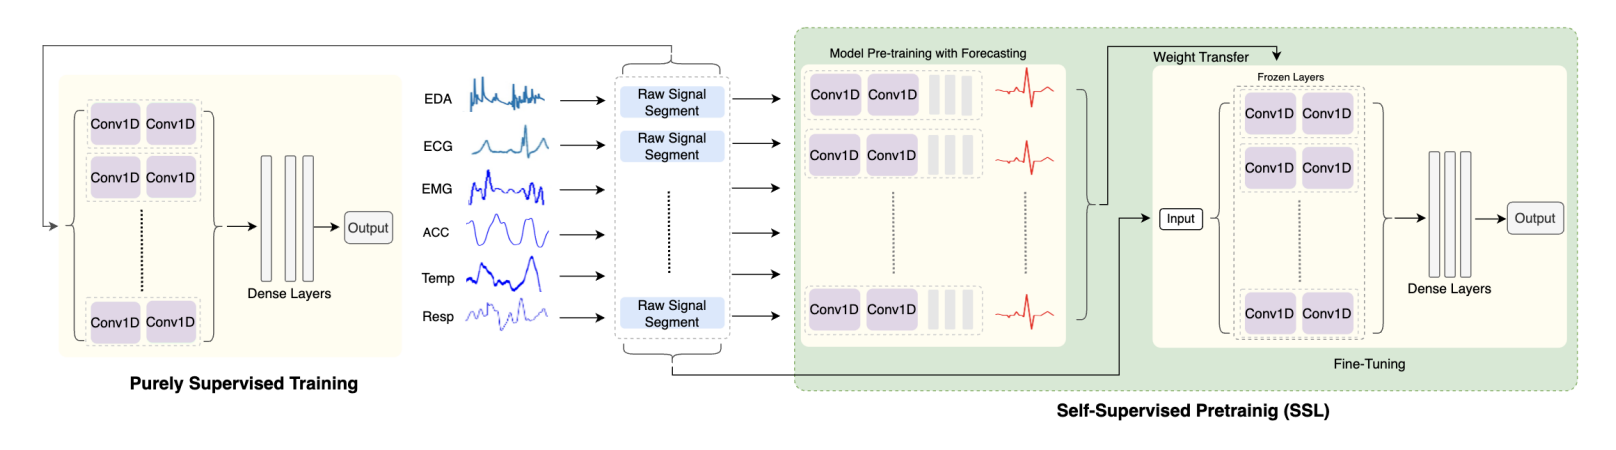 Conv1D Conv1D
Conv1D Conv1D
Conv1D Conv1D
Dense Layers
Output
Purely Supervised Training
EDA
ECG
EMG
ACC
Temp
Resp
Raw Signal
Segment
Raw Signal
Segment
Raw Signal
Segment
Model Pre-training with Forecasting
Conv1D Conv1D
Conv1D Conv1D
Conv1D Conv1D
Weight Transfer
Frozen Layers
Input
Conv1D Conv1D
Conv1D Conv1D
Conv1D Conv1D
Dense Layers
Output
Fine-Tuning
Self-Supervised Pretrainig (SSL)